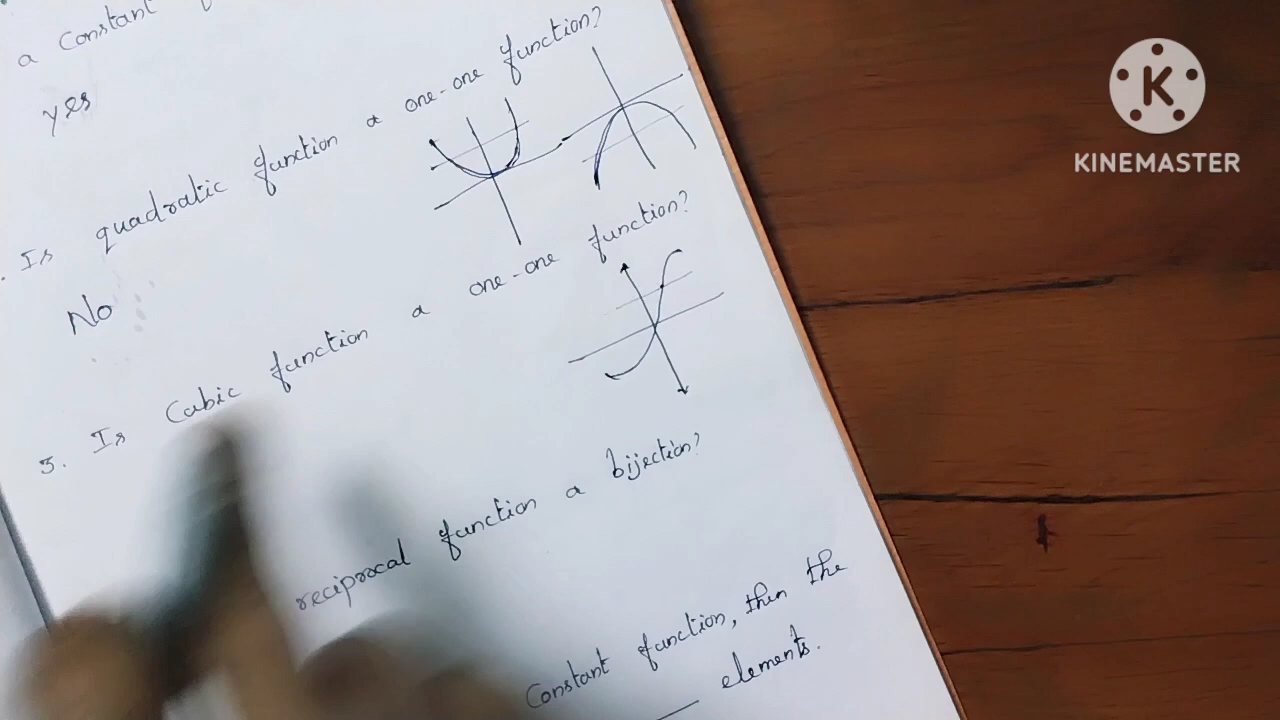 a Constant
yes
. Is quadratic function a one-one function?
No
3. Is Cubic function a one-one function?
reciprocal function a bijection?
Constant function, then the
elements.
K
KINEMASTER